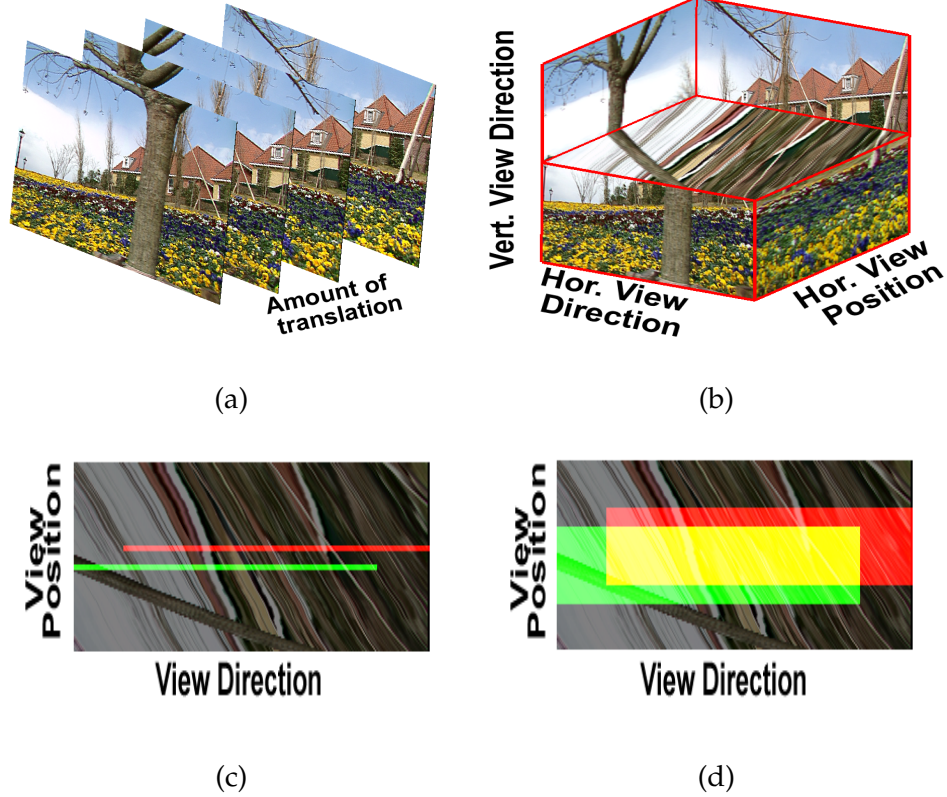 Amount of
translation
Vert. View Direction
Hor. View
Direction
Hor. View
Position
(a)
(b)
View
Position
View Direction
View
Position
View Direction
(c)
(d)